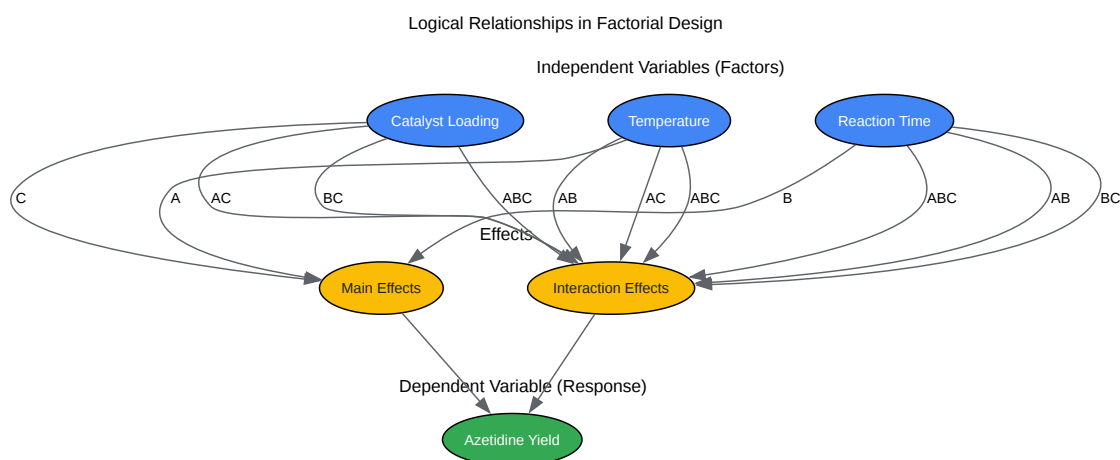 Logical Relationships in Factorial Design
Independent Variables (Factors)
Catalyst Loading
Temperature
Reaction Time
C
A
AC
BC
ABC
AB
AC
ABC
B
ABC
AB
BC
Effects
Main Effects
Interaction Effects
Dependent Variable (Response)
Azetidine Yield